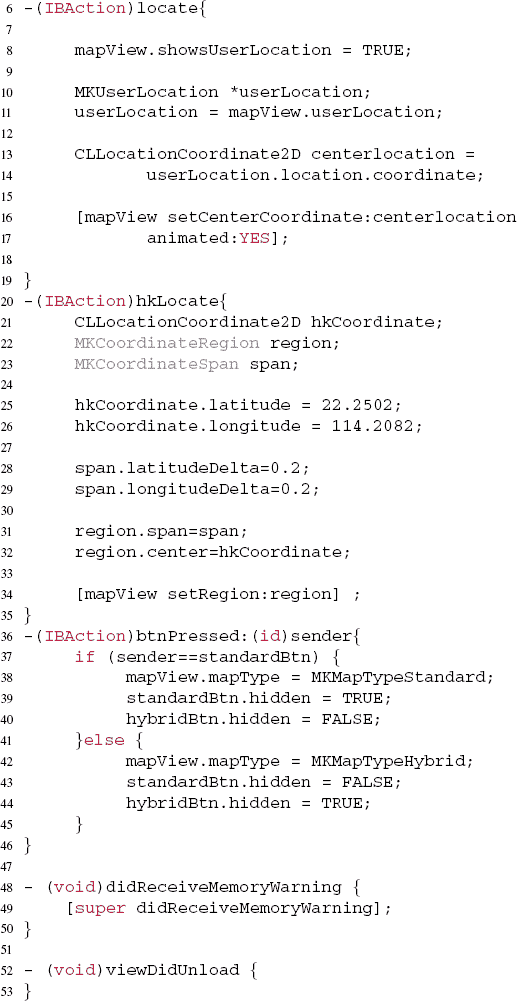 6 -(IBAction)locate{
7
8 mapView.showsUserLocation = TRUE;
9
10 MKUserLocation *userLocation;
11 userLocation = mapView.userLocation;
12
13 CLLocationCoordinate2D centerlocation =
14 userLocation.location.coordinate;
15
16 [mapView setCenterCoordinate:centerlocation
17 animated:YES];
18
19 }
20 -(IBAction)hkLocate{
21 CLLocationCoordinate2D hkCoordinate;
22 MKCoordinateRegion region;
23 MKCoordinateSpan span;
24
25 hkCoordinate.latitude = 22.2502;
26 hkCoordinate.longitude = 114.2082;
27
28 span.latitudeDelta=0.2;
29 span.longitudeDelta=0.2;
30
31 region.span=span;
32 region.center=hkCoordinate;
33
34 [mapView setRegion:region] ;
35 }
36 -(IBAction)btnPressed:(id)sender{
37 if (sender==standardBtn) {
38 mapView.mapType = MKMapTypeStandard;
39 standardBtn.hidden = TRUE;
40 hybridBtn.hidden = FALSE;
41 }else {
42 mapView.mapType = MKMapTypeHybrid;
43 standardBtn.hidden = FALSE;
44 hybridBtn.hidden = TRUE;
45 }
46 }
47
48 - (void)didReceiveMemoryWarning {
49 [super didReceiveMemoryWarning];
50 }
51
52 - (void)viewDidUnload {
53 }